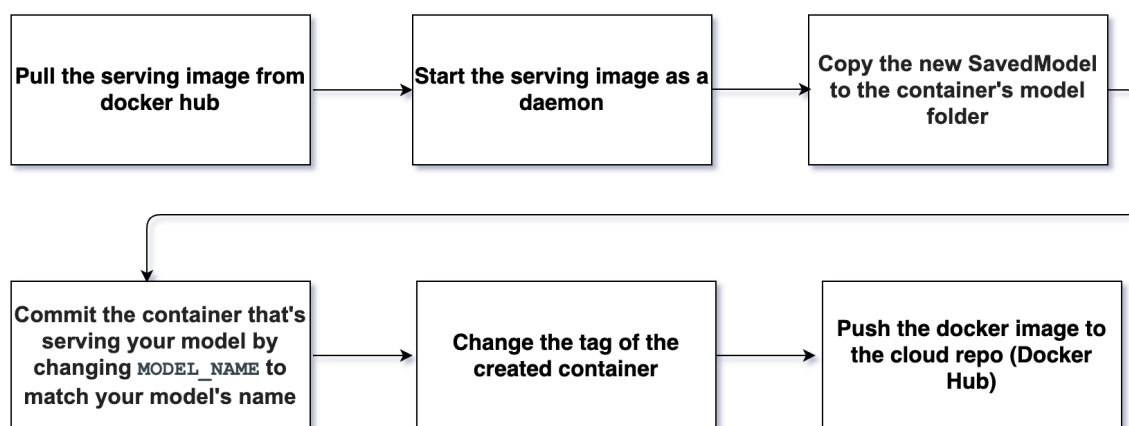 Pull the serving image from
docker hub
Start the serving image as a
daemon
Copy the new SavedModel
to the container's model
folder
Commit the container that's
serving your model by
changing MODEL_NAME to
match your model's name
Change the tag of the
created container
Push the docker image to
the cloud repo (Docker
Hub)